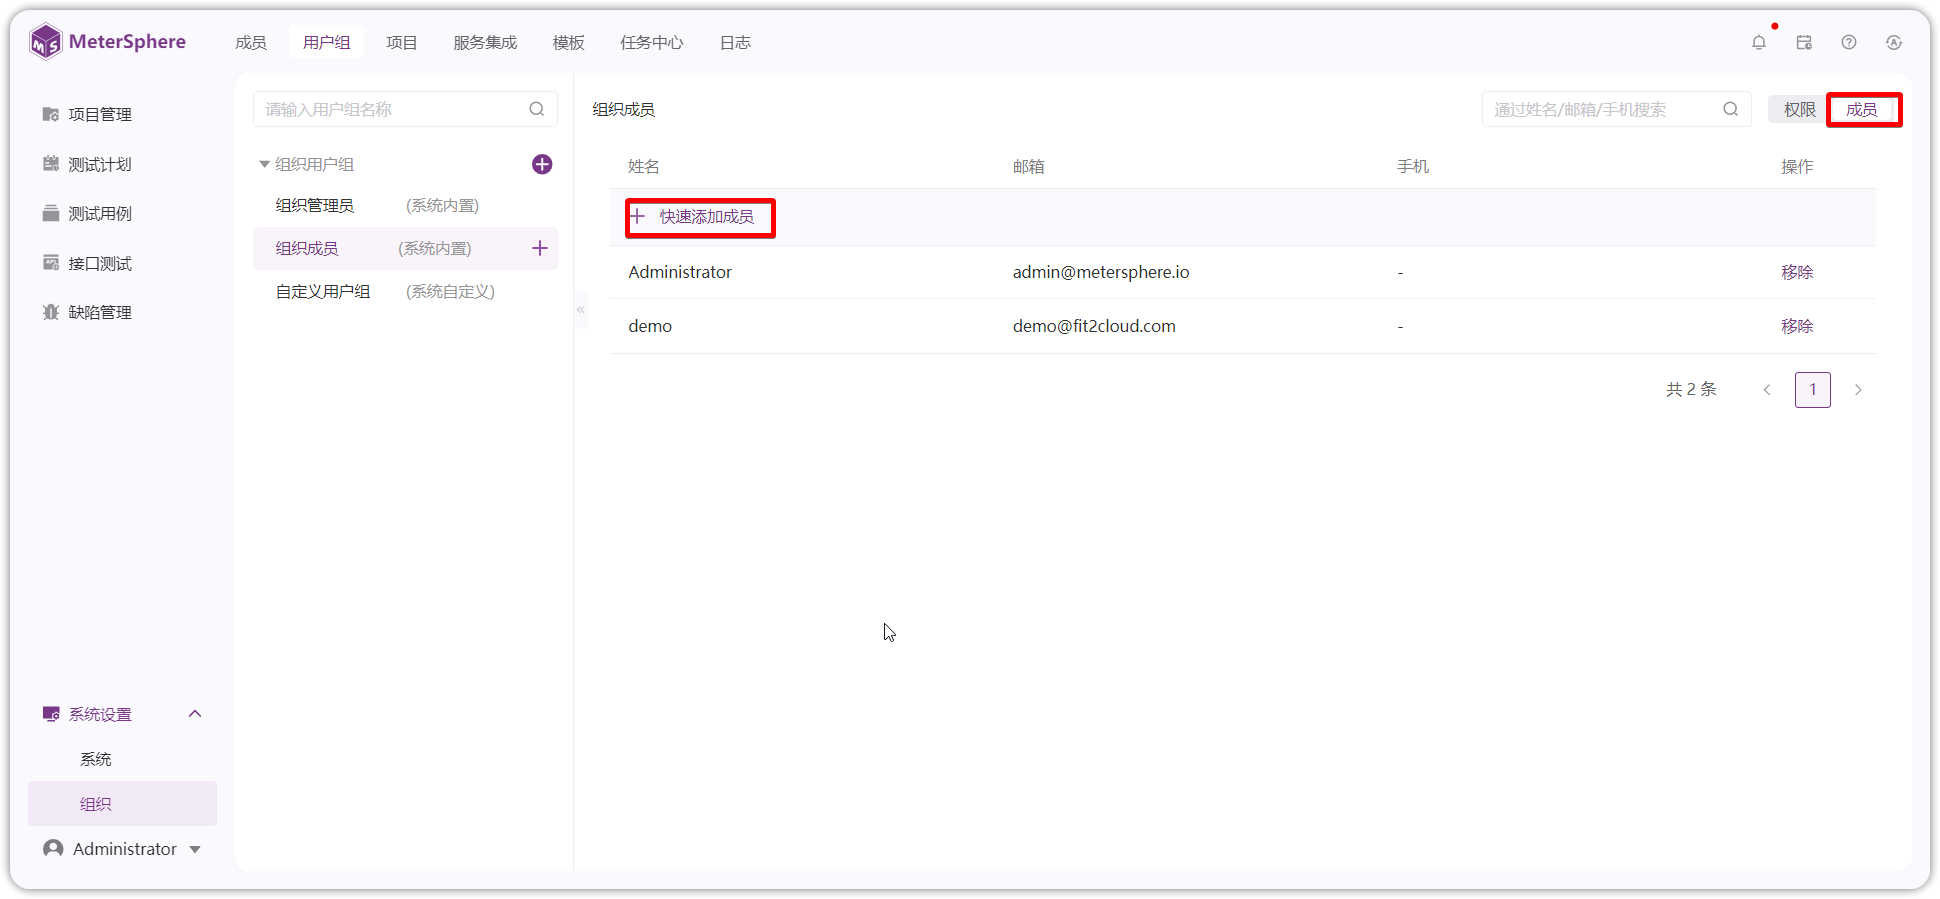 MeterSphere
成员 用户组 项目 服务集成 模板 任务中心 日志
项目管理
测试计划
测试用例
接口测试
缺陷管理
系统设置
系统
组织
Administrator
请输入用户组名称
组织用户组
组织管理员 (系统内置)
组织成员 (系统内置)
自定义用户组 (系统自定义)
组织成员 通过姓名/邮箱/手机搜索 权限 成员
姓名 邮箱 手机 操作
快速添加成员
Administrator admin@metersphere.io - 移除
demo demo@fit2cloud.com - 移除
共 2 条 1